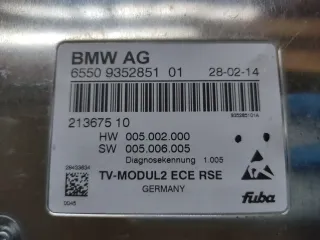 BMW AG
6550 9352851 01 28-02-14
213675 10
HW 005.002.000
SW 005.006.005
Diagnosekennung 1.005
TV-MODUL2 ECE RSE
GERMANY
0045
fuba